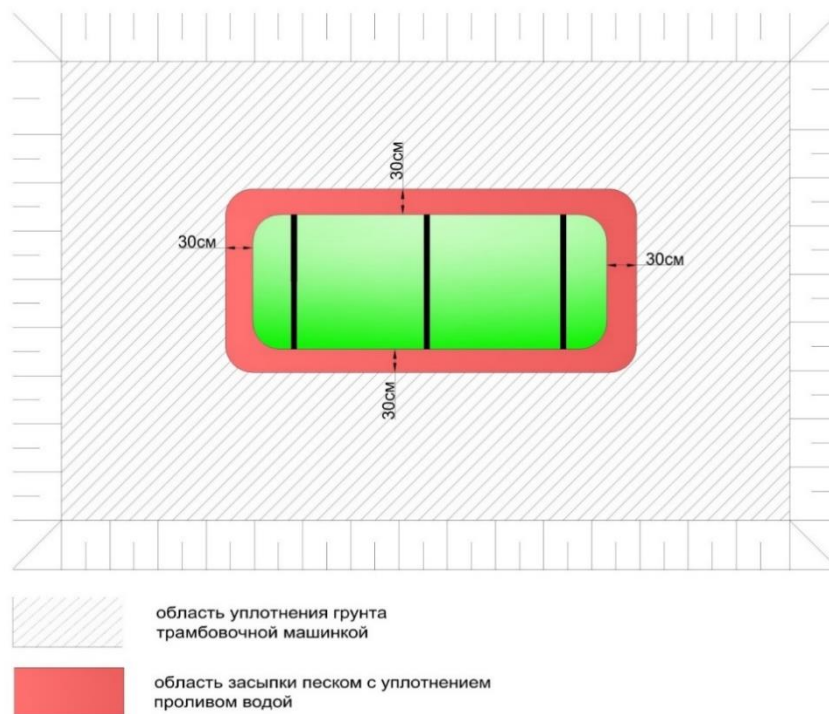 30см
30см
30см
30см
область уплотнения грунта
трамбовочной машинкой
область засыпки песком с уплотнением
проливом водой